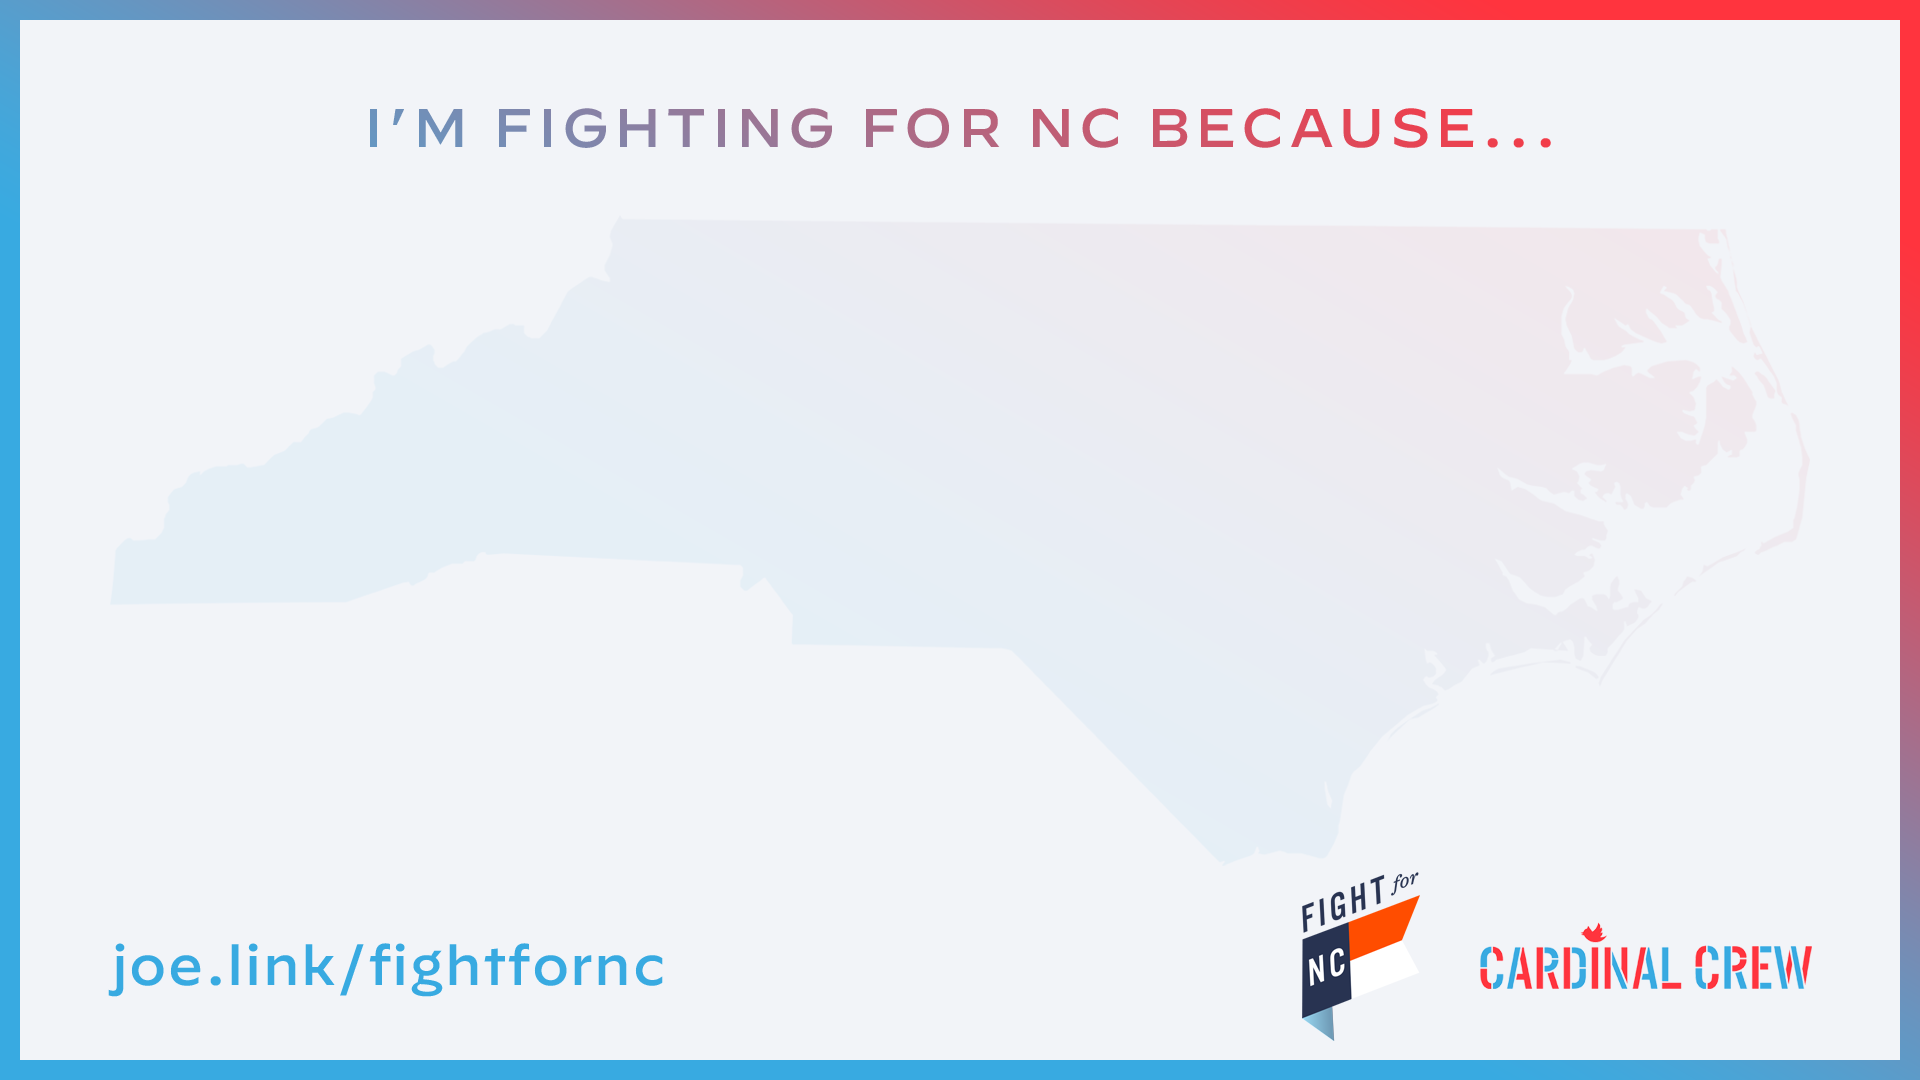 I'M FIGHTING FOR NC BECAUSE...
FIGHT for
NC
joe.link/fightfornc
CARDINAL CREW